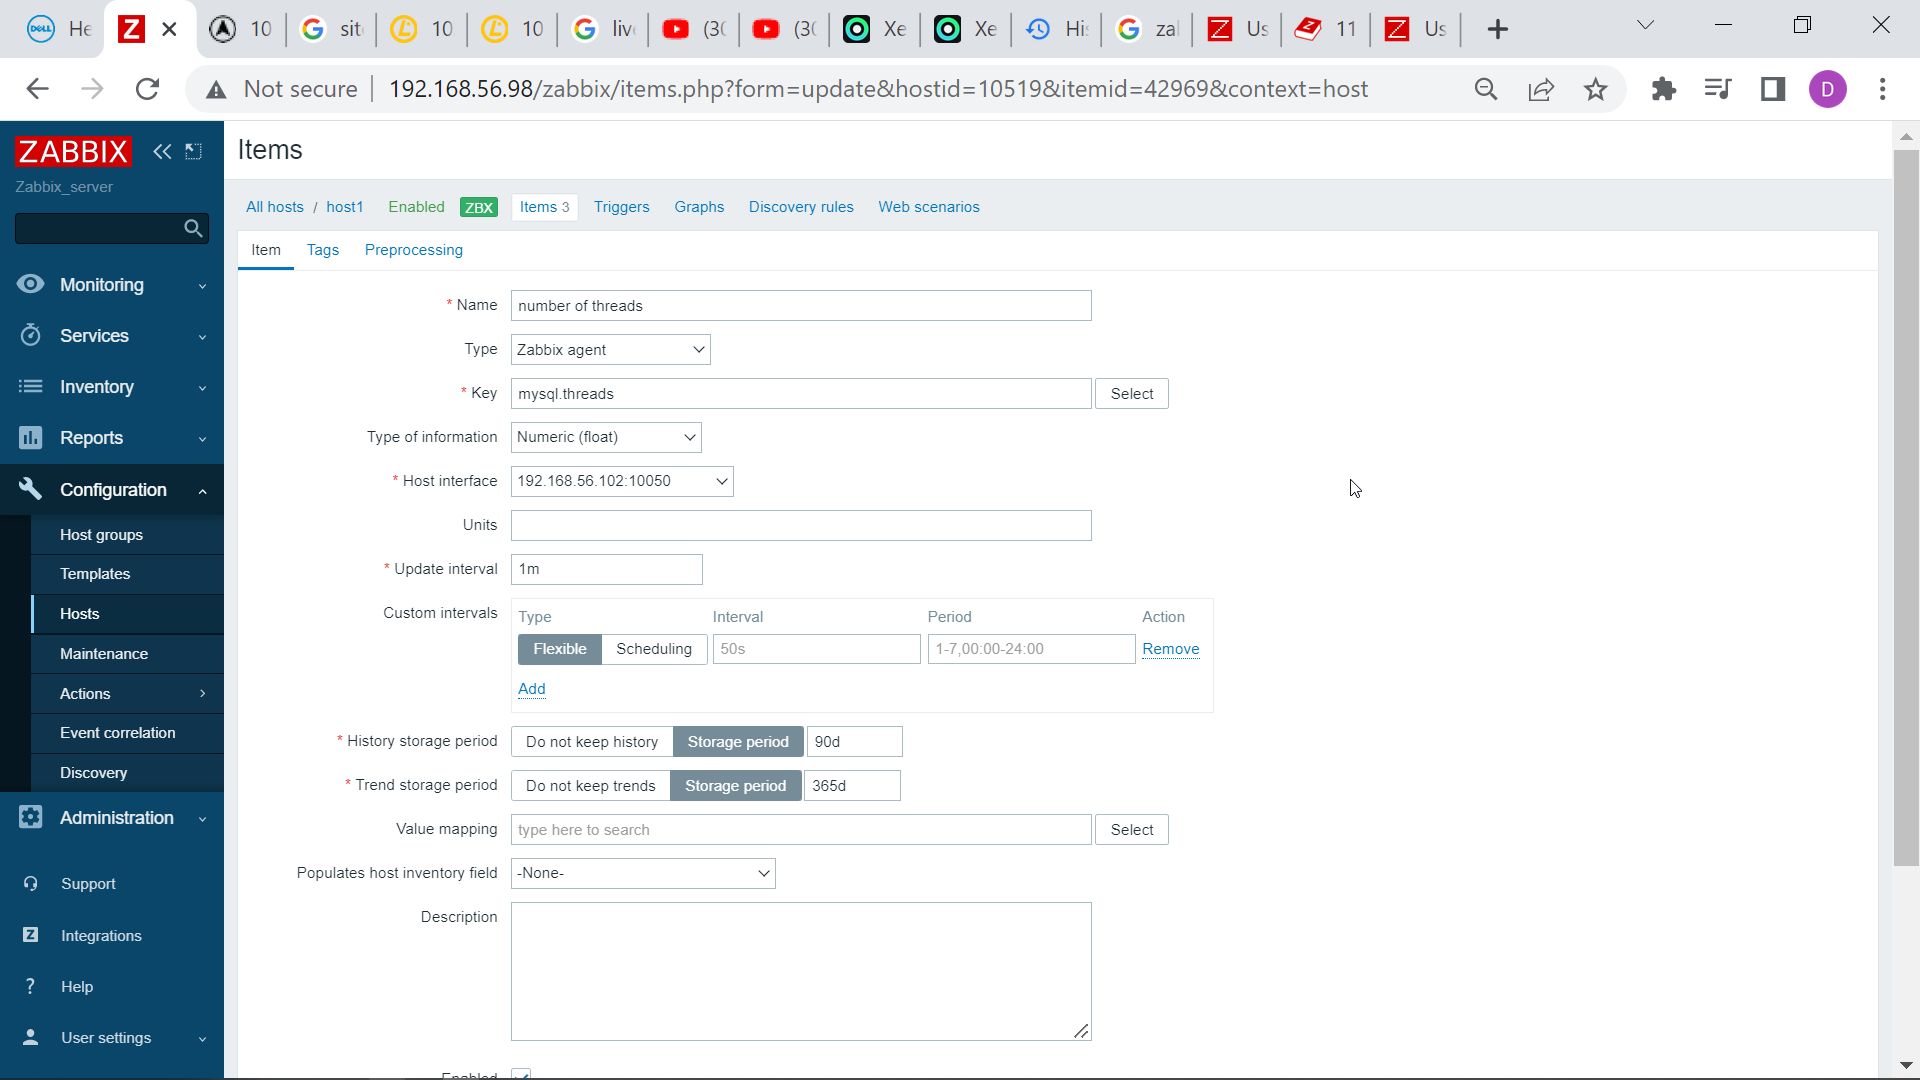 DELL He Z 10 sit 10 10 liv (3( (3( Xe Xe His zal Z Us 11 Z Us
Not secure 192.168.56.98/zabbix/items.php?form=update&hostid=10519&itemid=42969&context=host D
ZABBIX
Zabbix_server
Monitoring
Services
Inventory
Reports
Configuration
Host groups
Templates
Hosts
Maintenance
Actions
Event correlation
Discovery
Administration
Support
Z Integrations
? Help
User settings
Items
All hosts / host1 Enabled ZBX Items 3 Triggers Graphs Discovery rules Web scenarios
Item Tags Preprocessing
* Name number of threads
Type Zabbix agent
* Key mysql.threads Select
Type of information Numeric (float)
* Host interface 192.168.56.102:10050
Units
* Update interval 1m
Custom intervals Type Interval Period Action
Flexible Scheduling 50s 1-7,00:00-24:00 Remove
Add
* History storage period Do not keep history Storage period 90d
* Trend storage period Do not keep trends Storage period 365d
Value mapping type here to search Select
Populates host inventory field -None-
Description
Enabled